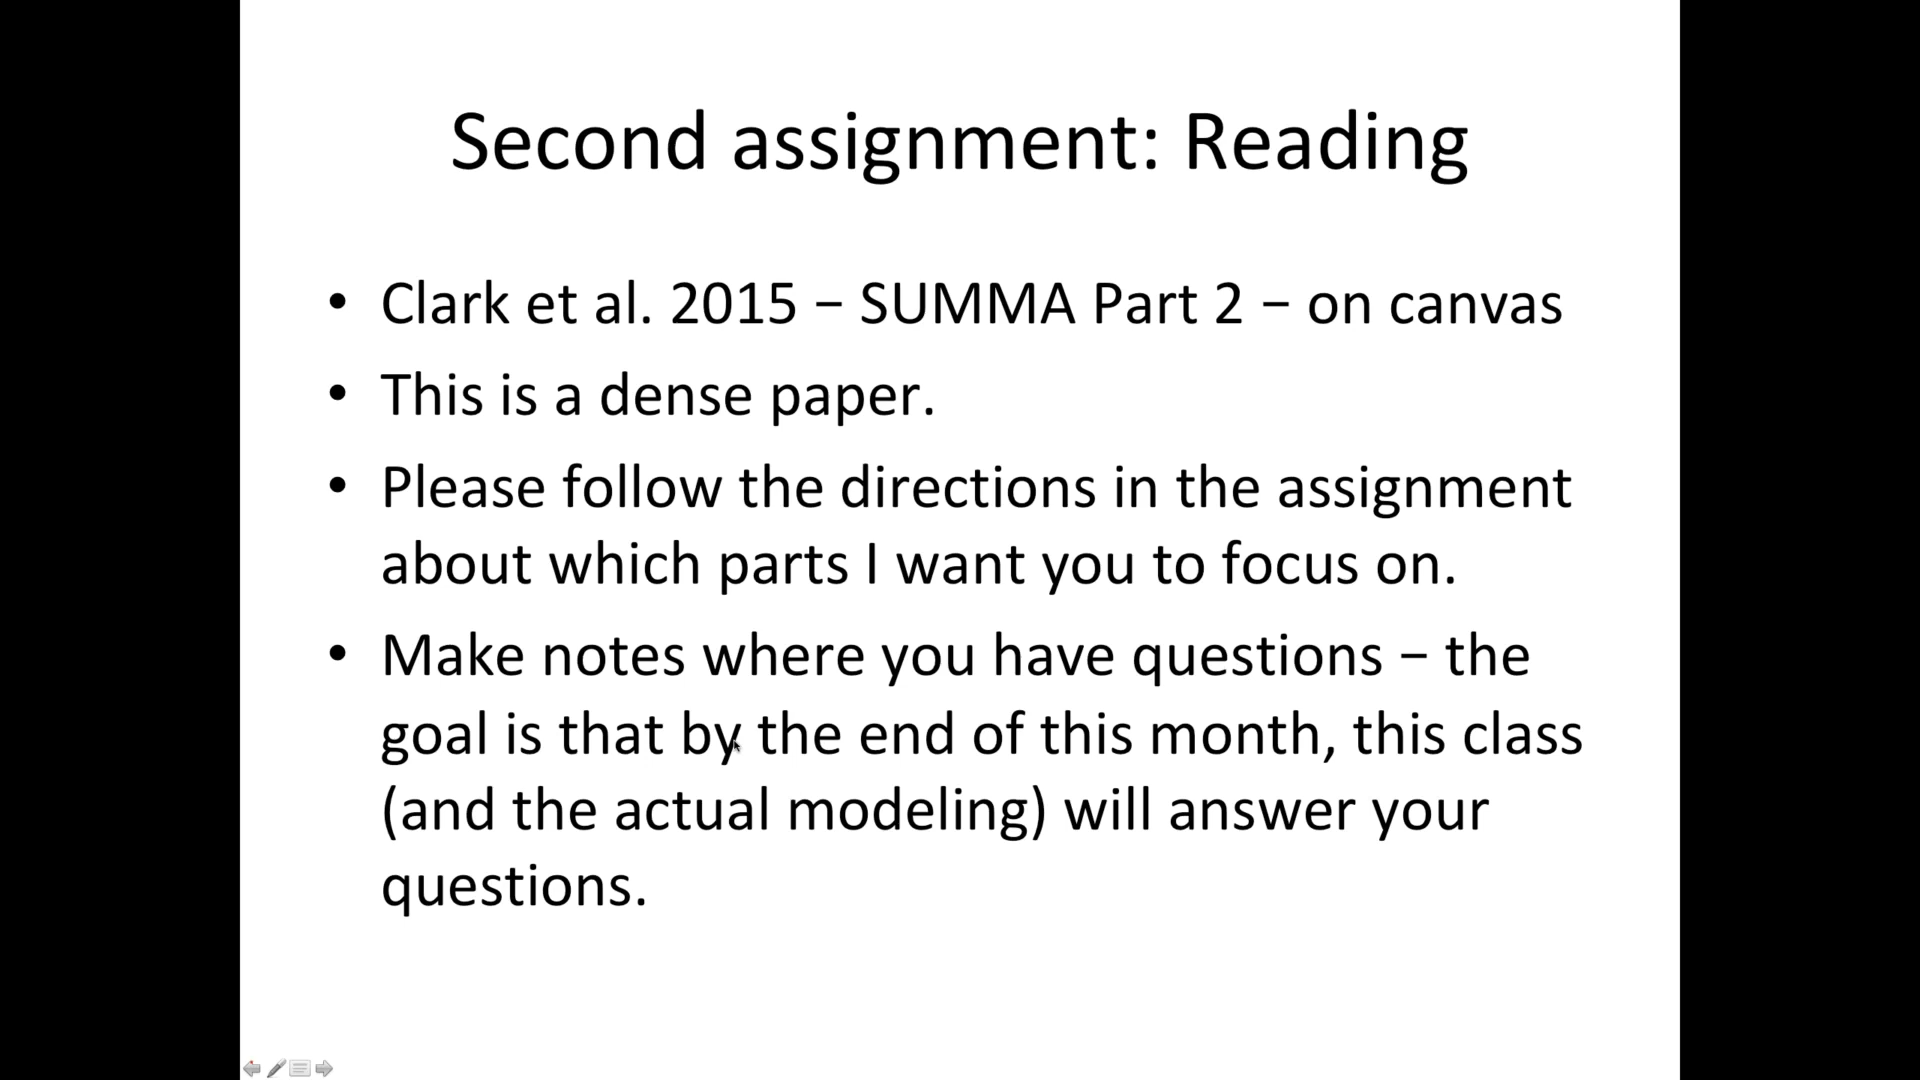 Second assignment: Reading
• Clark et al. 2015 – SUMMA Part 2 – on canvas
• This is a dense paper.
• Please follow the directions in the assignment
about which parts I want you to focus on.
• Make notes where you have questions – the
goal is that by the end of this month, this class
(and the actual modeling) will answer your
questions.